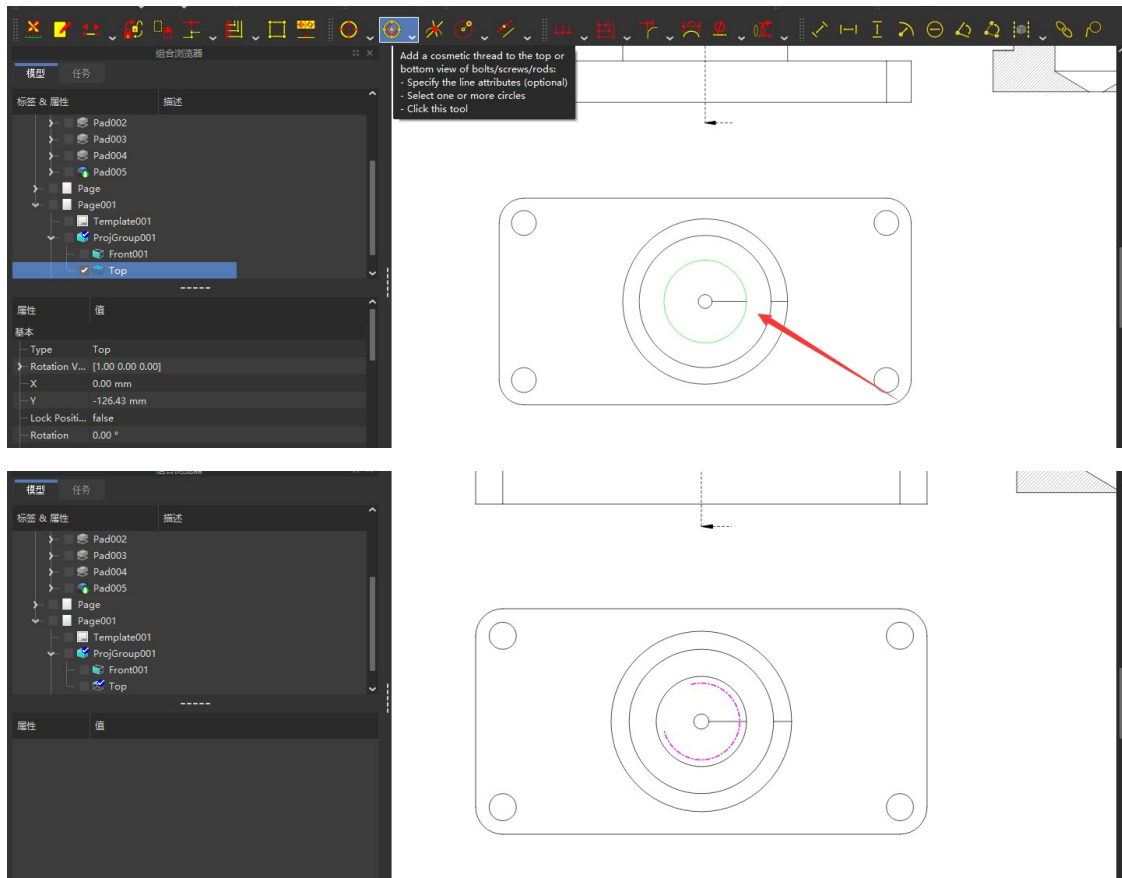 组合浏览器
模型 任务
标签 & 属性 描述
Pad002
Pad003
Pad004
Pad005
Page
Page001
Template001
ProjGroup001
Front001
Top
属性 值
基本
Type Top
Rotation V... [1.00 0.00 0.00]
X 0.00 mm
Y -126.43 mm
Lock Positi... false
Rotation 0.00 °
Add a cosmetic thread to the top or
bottom view of bolts/screws/rods:
- Specify the line attributes (optional)
- Select one or more circles
- Click this tool
模型 任务
标签 & 属性 描述
Pad002
Pad003
Pad004
Pad005
Page
Page001
Template001
ProjGroup001
Front001
Top
属性 值